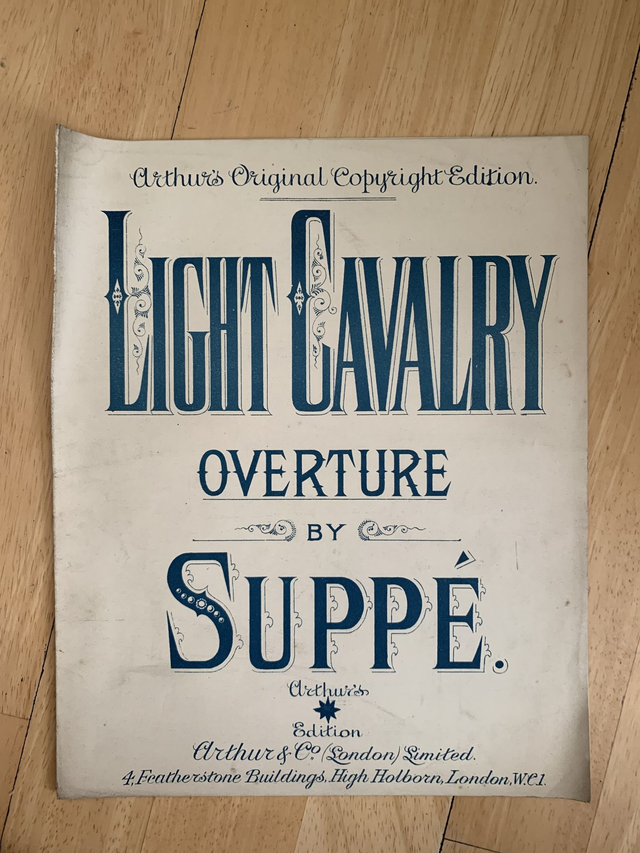 Arthur's Original Copyright Edition.
LIGHT CAVALRY
OVERTURE
BY
SUPPÉ.
Arthur's
Edition
Arthur & Co. (London) Limited.
4, Featherstone Buildings, High Holborn, London, W.C.1.